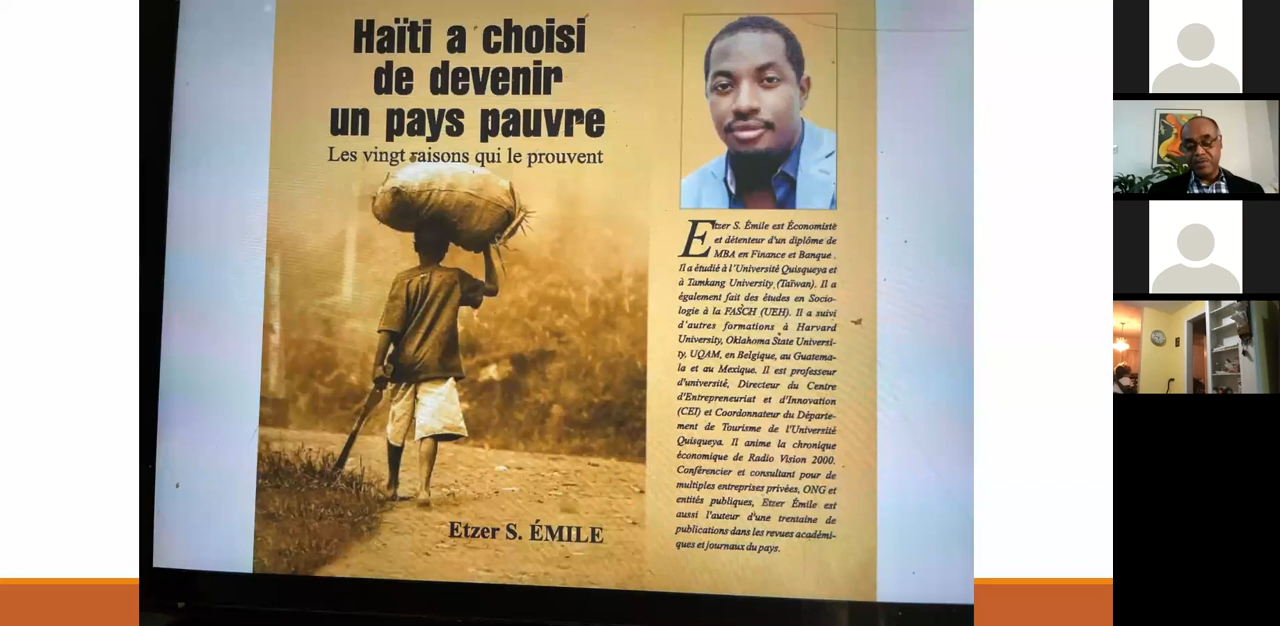 Haïti a choisi
de devenir
un pays pauvre
Les vingt raisons qui le prouvent
Etzer S. ÉMILE
Etzer S. Émile est Économiste
et détenteur d'un diplôme de
MBA en Finance et Banque .
Il a étudié à l'Université Quisqueya et
à Tamkang University (Taïwan). Il a
également fait des études en Socio-
logie à la FASCH (UEH). Il a suivi
d'autres formations à Harvard
University, Oklahoma State Universi-
ty, UQAM, en Belgique, au Guatema-
la et au Mexique. Il est professeur
d'université, Directeur du Centre
d'Entrepreneuriat et d'Innovation
(CEI) et Coordonnateur du Départe-
ment de Tourisme de l'Université
Quisqueya. Il anime la chronique
économique de Radio Vision 2000.
Conférencier et consultant pour de
multiples entreprises privées, ONG et
entités publiques, Etzer Émile est
aussi l'auteur d'une trentaine de
publications dans les revues académi-
ques et journaux du pays.